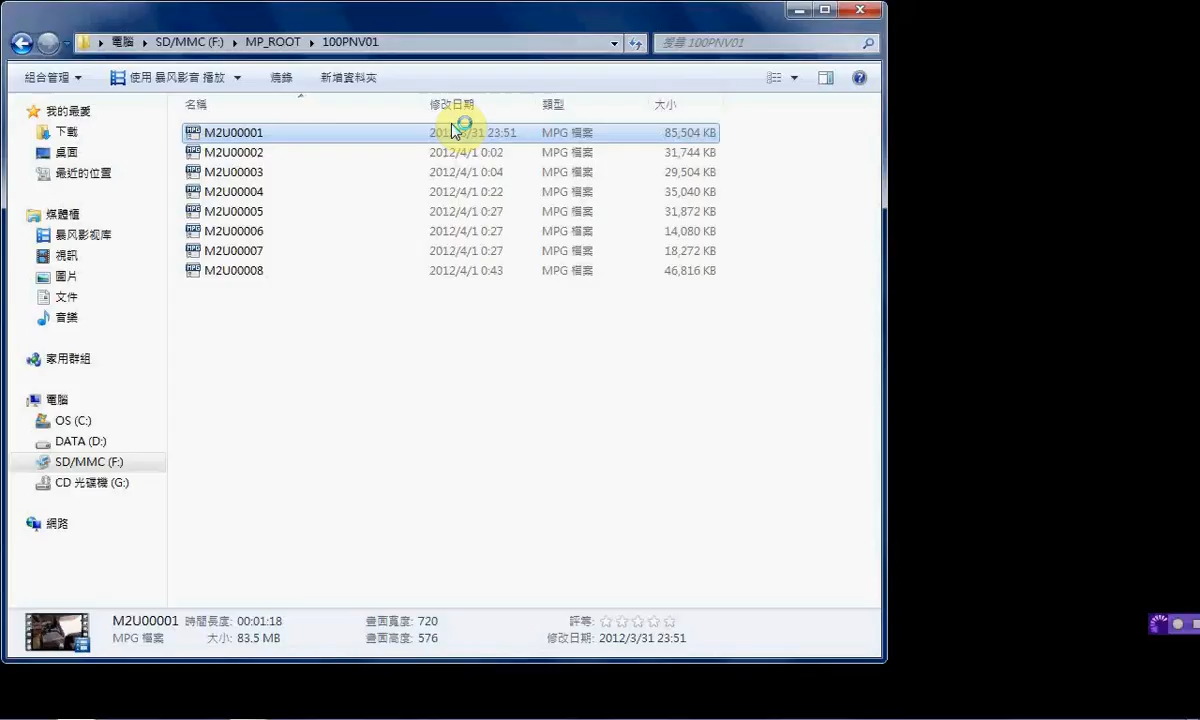 電腦 SD/MMC (F:) MP_ROOT 100PNV01 搜尋 100PNV01
組合管理 使用 暴风影音 播放 燒錄 新增資料夾
我的最愛
下載
桌面
最近的位置
媒體櫃
暴风影视库
視訊
圖片
文件
音樂
家用群組
電腦
OS (C:)
DATA (D:)
SD/MMC (F:)
CD 光碟機 (G:)
網路
名稱 修改日期 類型 大小
M2U00001 31 23:51 MPG 檔案 85,504 KB
M2U00002 2012/4/1 0:02 MPG 檔案 31,744 KB
M2U00003 2012/4/1 0:04 MPG 檔案 29,504 KB
M2U00004 2012/4/1 0:22 MPG 檔案 35,040 KB
M2U00005 2012/4/1 0:27 MPG 檔案 31,872 KB
M2U00006 2012/4/1 0:27 MPG 檔案 14,080 KB
M2U00007 2012/4/1 0:27 MPG 檔案 18,272 KB
M2U00008 2012/4/1 0:43 MPG 檔案 46,816 KB
M2U00001 時間長度: 00:01:18 畫面寬度: 720 評等:
MPG 檔案 大小: 83.5 MB 畫面高度: 576 修改日期: 2012/3/31 23:51